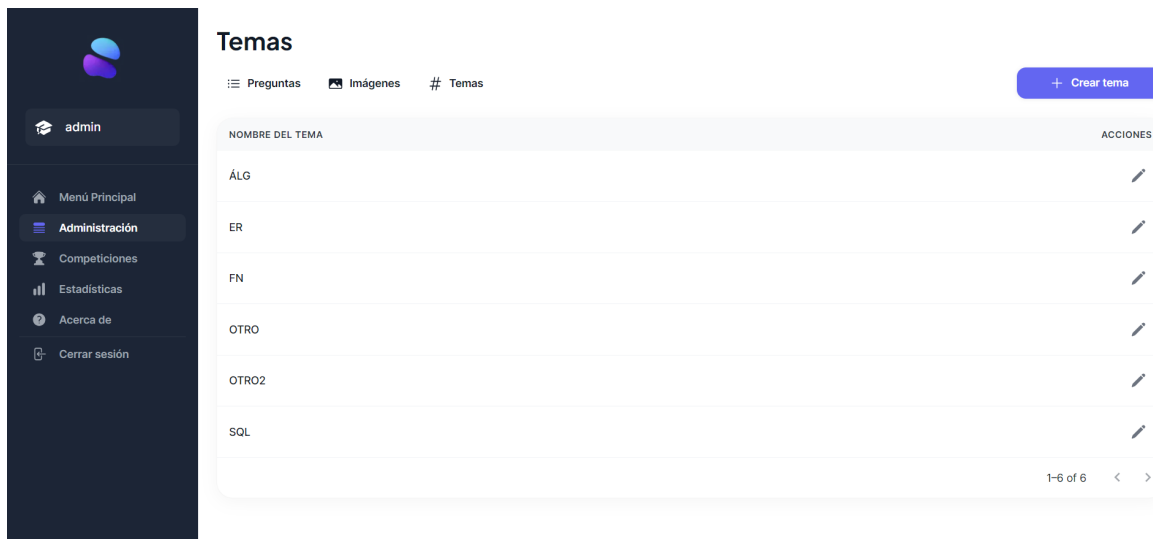 Temas
Preguntas Imágenes # Temas
+ Crear tema
admin
NOMBRE DEL TEMA ACCIONES
ÁLG
Menú Principal
Administración
ER
Competiciones
FN
Estadísticas
Acerca de
OTRO
Cerrar sesión
OTRO2
SQL
1–6 of 6 < >